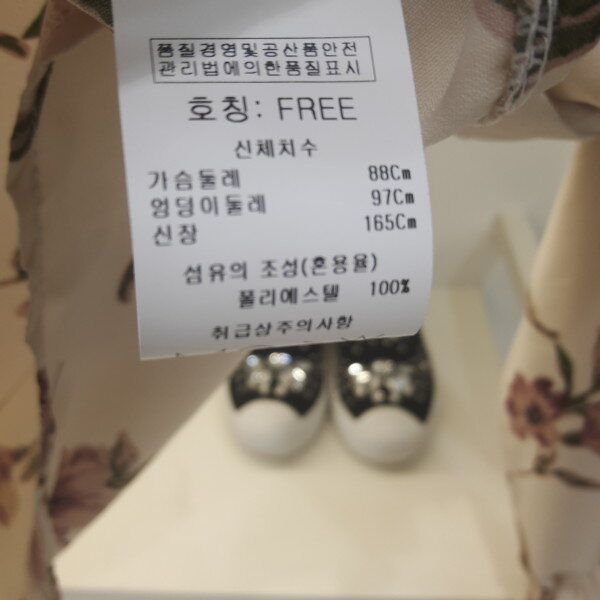 품질경영및공산품안전
관리법에의한품질표시
호칭: FREE
신체치수
가슴둘레 88Cm
엉덩이둘레 97Cm
신장 165Cm
섬유의 조성(혼용율)
폴리에스텔 100%
취급상주의사항